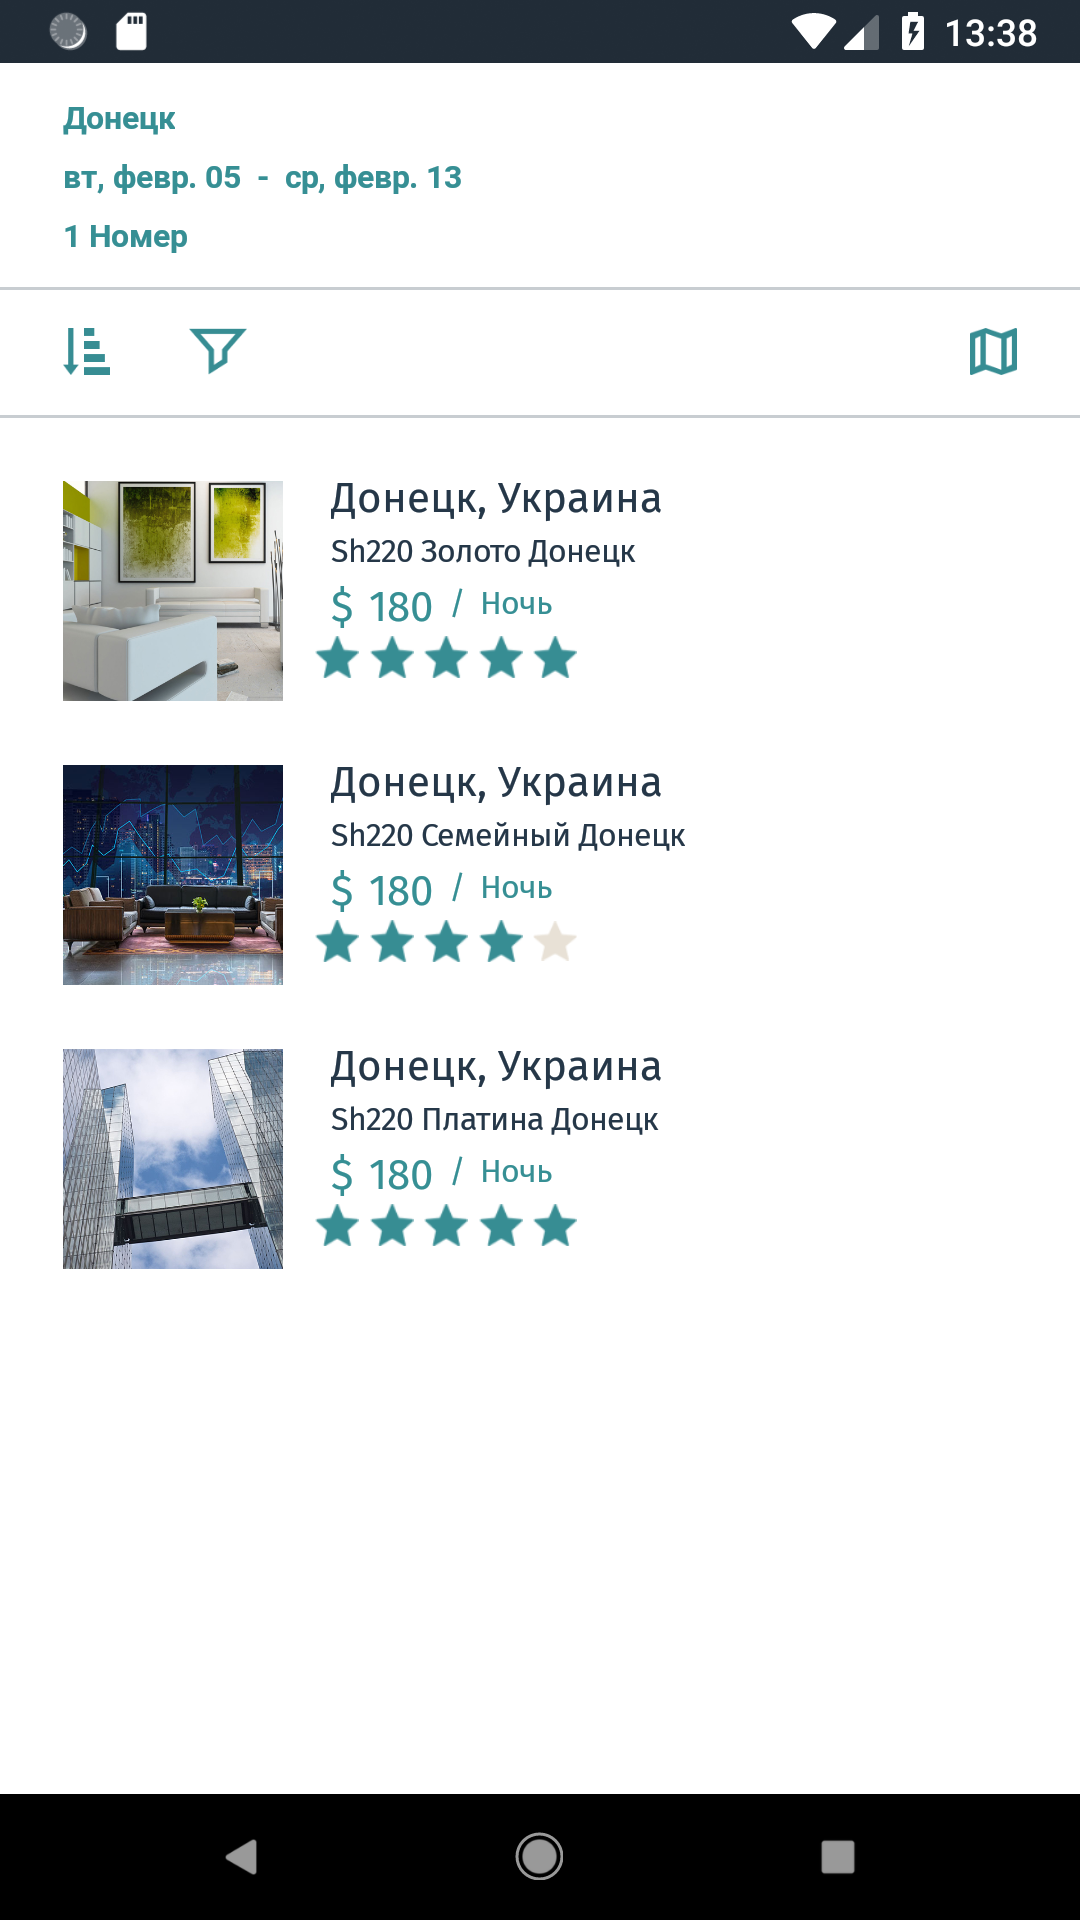 13:38
Донецк
вт, февр. 05 - ср, февр. 13
1 Номер
Донецк, Украина
Sh220 Золото Донецк
$ 180 / Ночь
Донецк, Украина
Sh220 Семейный Донецк
$ 180 / Ночь
Донецк, Украина
Sh220 Платина Донецк
$ 180 / Ночь